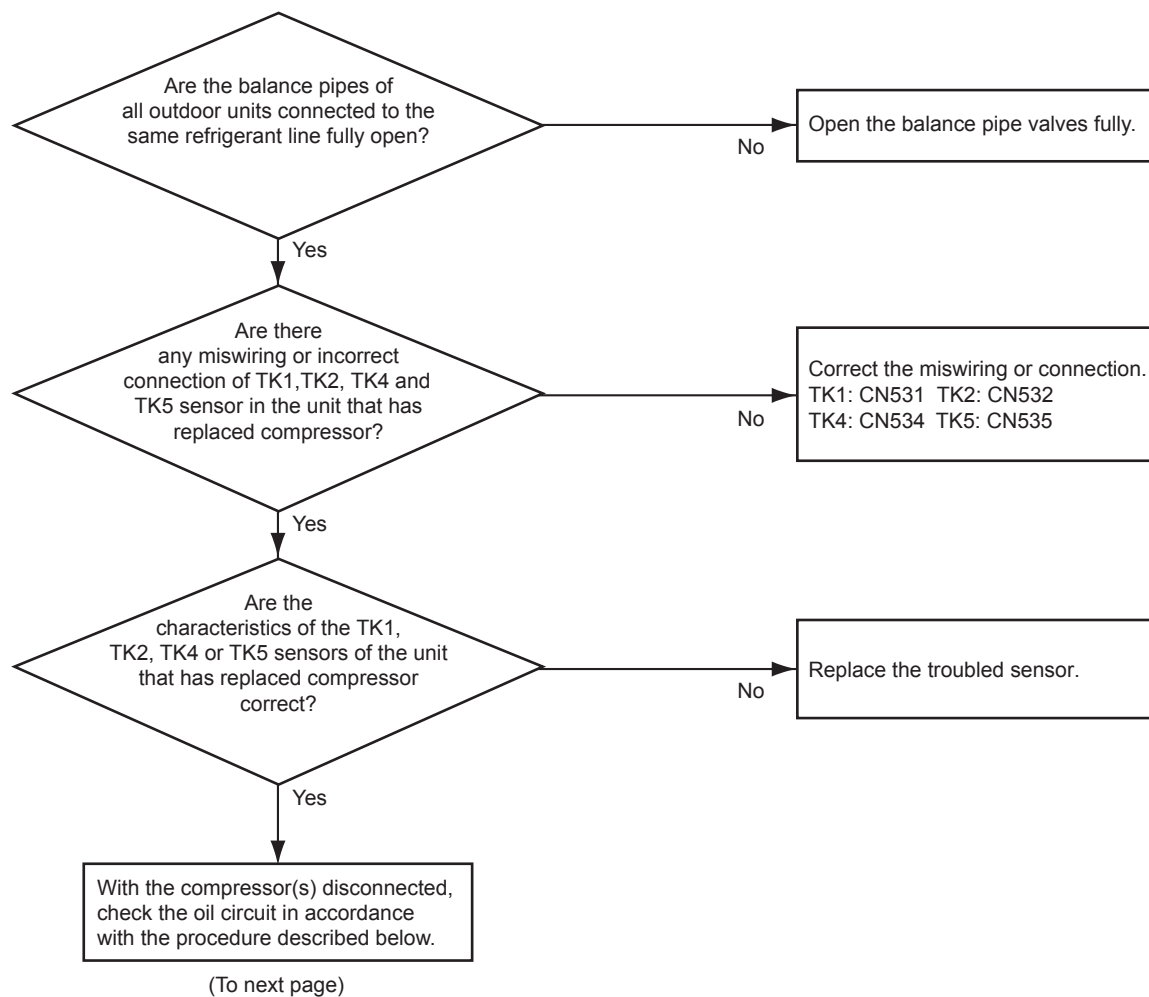 Are the balance pipes of
all outdoor units connected to the
same refrigerant line fully open?
No
Open the balance pipe valves fully.
Yes
Are there
any miswiring or incorrect
connection of TK1,TK2, TK4 and
TK5 sensor in the unit that has
replaced compressor?
No
Correct the miswiring or connection.
TK1: CN531  TK2: CN532
TK4: CN534  TK5: CN535
Yes
Are the
characteristics of the TK1,
TK2, TK4 or TK5 sensors of the unit
that has replaced compressor
correct?
No
Replace the troubled sensor.
Yes
With the compressor(s) disconnected,
check the oil circuit in accordance
with the procedure described below.
(To next page)